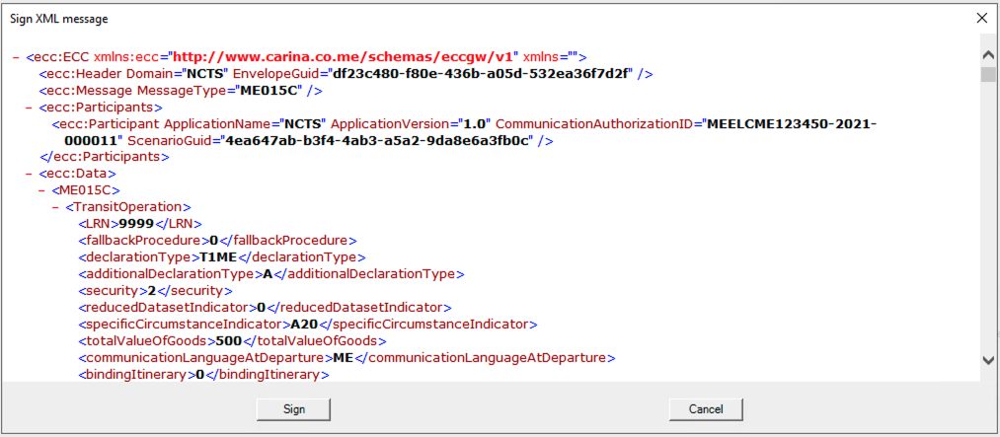 Sign XML message
- <ecc:ECC xmlns:ecc="http://www.carina.co.me/schemas/eccgw/v1" xmlns="">
<ecc:Header Domain="NCTS" EnvelopeGuid="df23c480-f80e-436b-a05d-532ea36f7d2f" />
<ecc:Message MessageType="ME015C" />
- <ecc:Participants>
<ecc:Participant ApplicationName="NCTS" ApplicationVersion="1.0" CommunicationAuthorizationID="MEELCME123450-2021-
000011" ScenarioGuid="4ea647ab-b3f4-4ab3-a5a2-9da8e6a3fb0c" />
</ecc:Participants>
- <ecc:Data>
- <ME015C>
- <TransitOperation>
<LRN>9999</LRN>
<fallbackProcedure>0</fallbackProcedure>
<declarationType>T1ME</declarationType>
<additionalDeclarationType>A</additionalDeclarationType>
<security>2</security>
<reducedDatasetIndicator>0</reducedDatasetIndicator>
<specificCircumstanceIndicator>A20</specificCircumstanceIndicator>
<totalValueOfGoods>500</totalValueOfGoods>
<communicationLanguageAtDeparture>ME</communicationLanguageAtDeparture>
<bindingItinerary>0</bindingItinerary>
Sign
Cancel